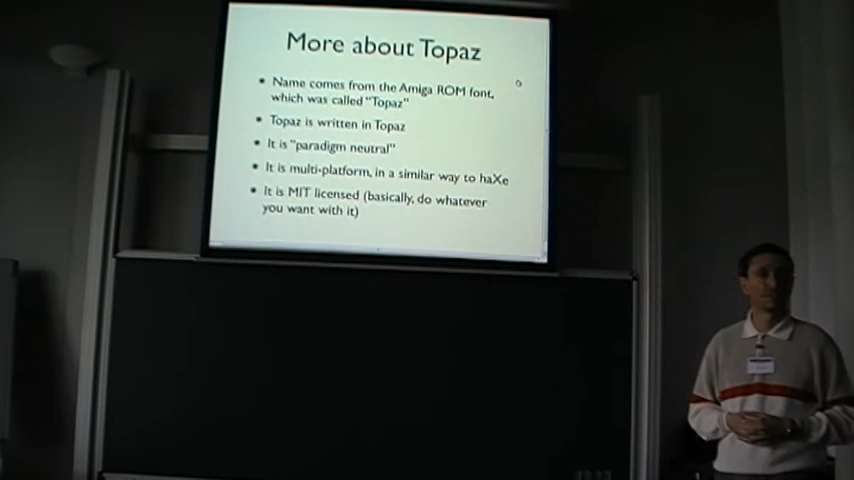 More about Topaz
• Name comes from the Amiga ROM font,
which was called "Topaz"
• Topaz is written in Topaz
• It is "paradigm neutral"
• It is multi-platform, in a similar way to haXe
• It is MIT licensed (basically, do whatever
you want with it)